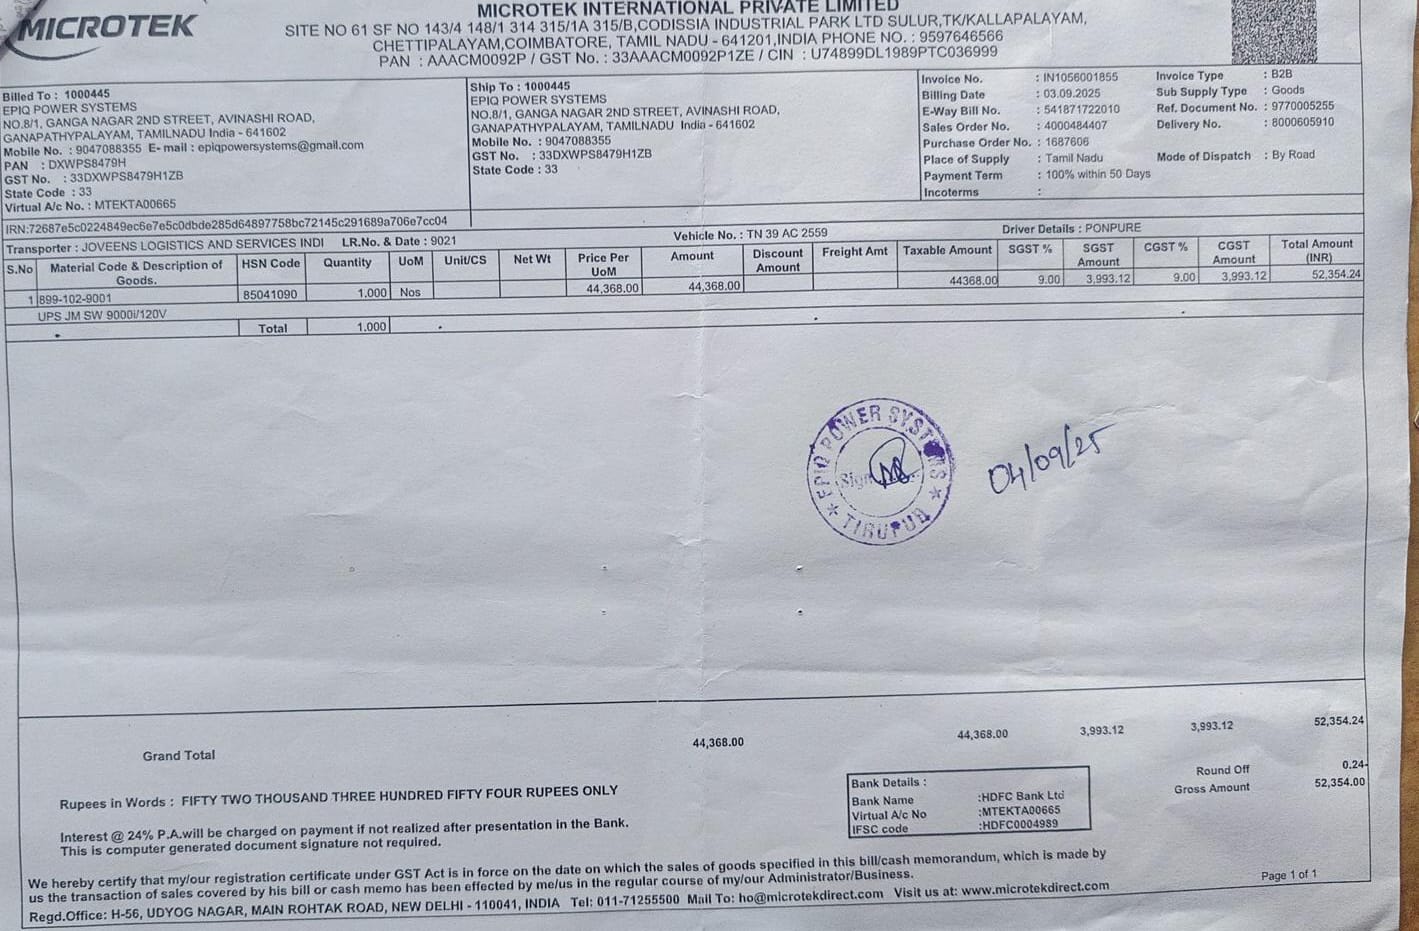 MICROTEK
MICROTEK INTERNATIONAL PRIVATE LIMITED
SITE NO 61 SF NO 143/4 148/1 314 315/1A 315/B,CODISSIA INDUSTRIAL PARK LTD SULUR,TK/KALLAPALAYAM,
CHETTIPALAYAM,COIMBATORE, TAMIL NADU - 641201,INDIA PHONE NO. : 9597646566
PAN : AAACM0092P / GST No. : 33AAACM0092P1ZE / CIN : U74899DL1989PTC036999
Billed To : 1000445
EPIQ POWER SYSTEMS
NO.8/1, GANGA NAGAR 2ND STREET, AVINASHI ROAD,
GANAPATHYPALAYAM, TAMILNADU India - 641602
Mobile No. : 9047088355 E- mail : epiqpowersystems@gmail.com
PAN : DXWPS8479H
GST No. : 33DXWPS8479H1ZB
State Code : 33
Virtual A/c No. : MTEKTA00665
Ship To : 1000445
EPIQ POWER SYSTEMS
NO.8/1, GANGA NAGAR 2ND STREET, AVINASHI ROAD,
GANAPATHYPALAYAM, TAMILNADU India - 641602
Mobile No. : 9047088355
GST No. : 33DXWPS8479H1ZB
State Code : 33
Invoice No. : IN1056001855 Invoice Type : B2B
Billing Date : 03.09.2025 Sub Supply Type : Goods
E-Way Bill No. : 541871722010 Ref. Document No. : 9770005255
Sales Order No. : 4000484407 Delivery No. : 8000605910
Purchase Order No. : 1687606
Place of Supply : Tamil Nadu Mode of Dispatch : By Road
Payment Term : 100% within 50 Days
Incoterms :
IRN:72687e5c0224849ec6e7e5c0dbde285d64897758bc72145c291689a706e7cc04
Transporter : JOVEENS LOGISTICS AND SERVICES INDI LR.No. & Date : 9021 Vehicle No. : TN 39 AC 2559 Driver Details : PONPURE
S.No Material Code & Description of Goods. HSN Code Quantity UoM Unit/CS Net Wt Price Per UoM Amount Discount Amount Freight Amt Taxable Amount SGST % SGST Amount CGST % CGST Amount Total Amount (INR)
1 899-102-9001 85041090 1.000 Nos 44,368.00 44,368.00 44368.00 9.00 3,993.12 9.00 3,993.12 52,354.24
UPS JM SW 9000i/120V
Total 1.000
EPIQ POWER SYSTEMS
TIRUPUR
04/09/25
Grand Total 44,368.00 44,368.00 3,993.12 3,993.12 52,354.24
Round Off 0.24-
Gross Amount 52,354.00
Rupees in Words : FIFTY TWO THOUSAND THREE HUNDRED FIFTY FOUR RUPEES ONLY
Bank Details :
Bank Name :HDFC Bank Ltd
Virtual A/c No :MTEKTA00665
IFSC code :HDFC0004989
Interest @ 24% P.A.will be charged on payment if not realized after presentation in the Bank.
This is computer generated document signature not required.
We hereby certify that my/our registration certificate under GST Act is in force on the date on which the sales of goods specified in this bill/cash memorandum, which is made by
us the transaction of sales covered by his bill or cash memo has been effected by me/us in the regular course of my/our Administrator/Business.
Regd.Office: H-56, UDYOG NAGAR, MAIN ROHTAK ROAD, NEW DELHI - 110041, INDIA Tel: 011-71255500 Mail To: ho@microtekdirect.com Visit us at: www.microtekdirect.com
Page 1 of 1